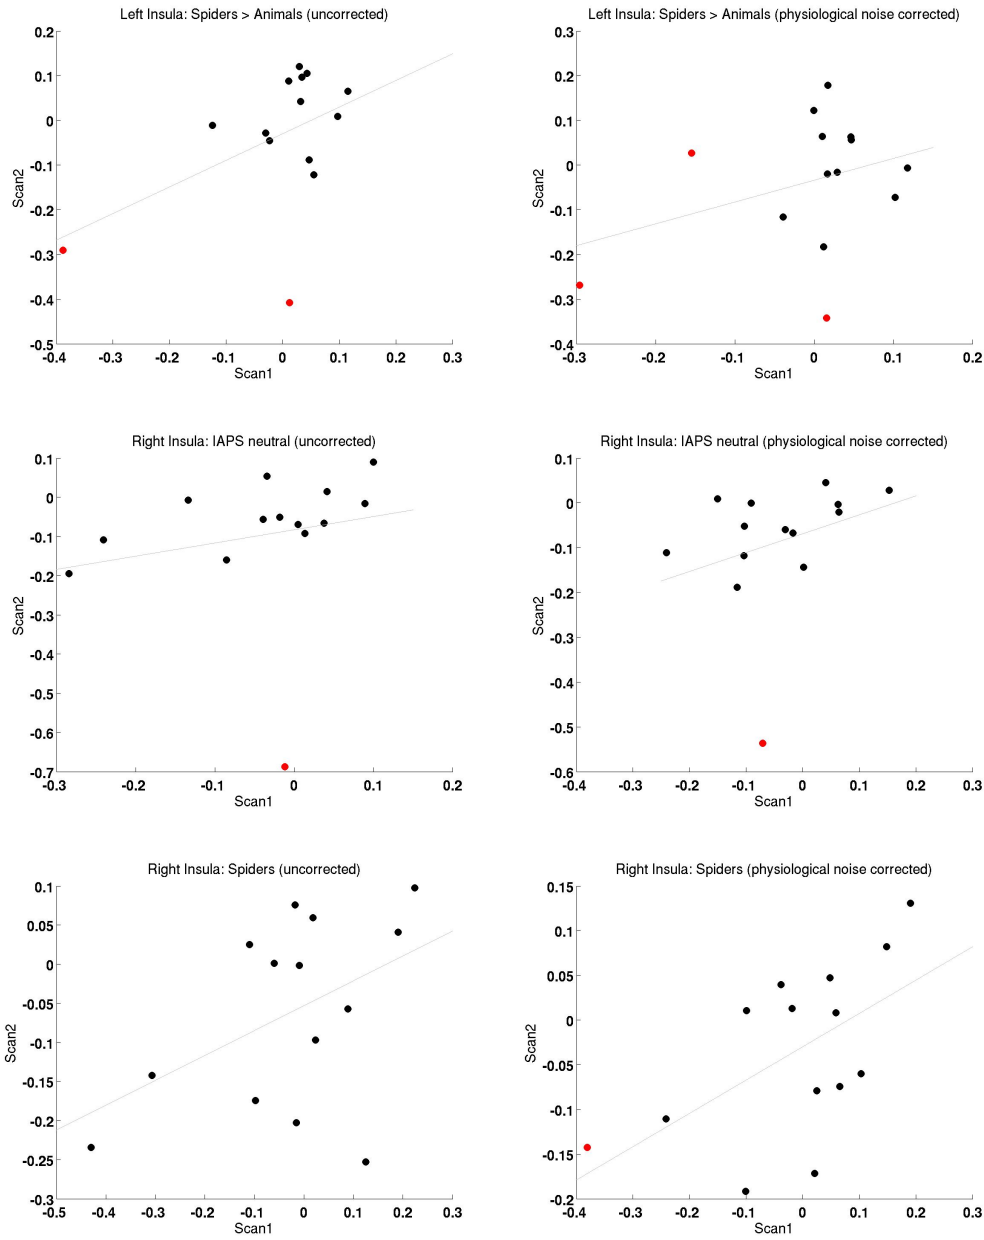 Left Insula: Spiders > Animals (uncorrected)
0.2
0.1
0
-0.1
-0.2
-0.3
-0.4
-0.5
Scan2
-0.4 -0.3 -0.2 -0.1 0 0.1 0.2 0.3
Scan1
Left Insula: Spiders > Animals (physiological noise corrected)
0.3
0.2
0.1
0
-0.1
-0.2
-0.3
-0.4
Scan2
-0.3 -0.2 -0.1 0 0.1 0.2
Scan1
Right Insula: IAPS neutral (uncorrected)
0.1
0
-0.1
-0.2
-0.3
-0.4
-0.5
-0.6
-0.7
Scan2
-0.3 -0.2 -0.1 0 0.1 0.2
Scan1
Right Insula: IAPS neutral (physiological noise corrected)
0.1
0
-0.1
-0.2
-0.3
-0.4
-0.5
-0.6
Scan2
-0.4 -0.3 -0.2 -0.1 0 0.1 0.2 0.3
Scan1
Right Insula: Spiders (uncorrected)
0.1
0.05
0
-0.05
-0.1
-0.15
-0.2
-0.25
-0.3
Scan2
-0.5 -0.4 -0.3 -0.2 -0.1 0 0.1 0.2 0.3
Scan1
Right Insula: Spiders (physiological noise corrected)
0.15
0.1
0.05
0
-0.05
-0.1
-0.15
-0.2
Scan2
-0.4 -0.3 -0.2 -0.1 0 0.1 0.2 0.3
Scan1